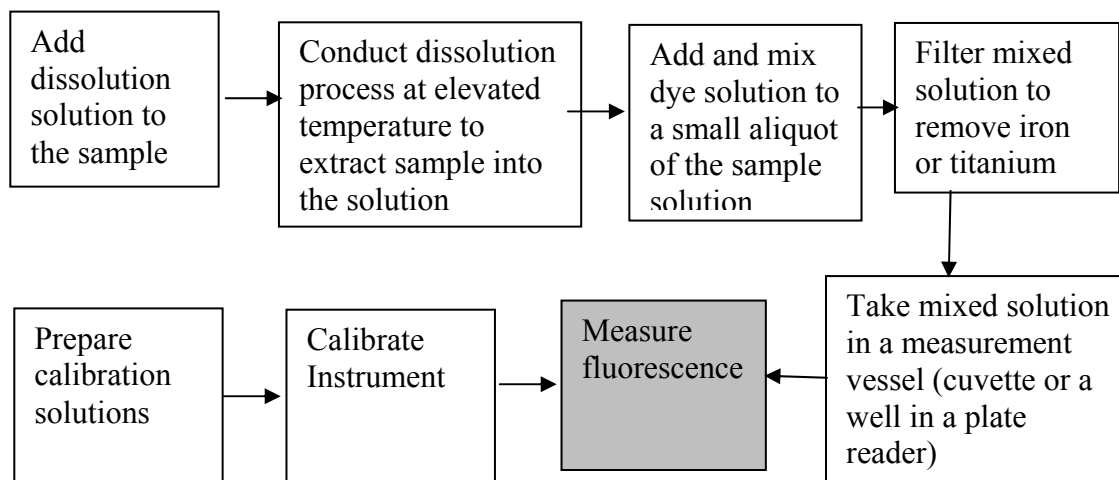 Add
dissolution
solution to
the sample
Conduct dissolution
process at elevated
temperature to
extract sample into
the solution
Add and mix
dye solution to
a small aliquot
of the sample
solution
Filter mixed
solution to
remove iron
or titanium
Take mixed solution
in a measurement
vessel (cuvette or a
well in a plate
reader)
Prepare
calibration
solutions
Calibrate
Instrument
Measure
fluorescence